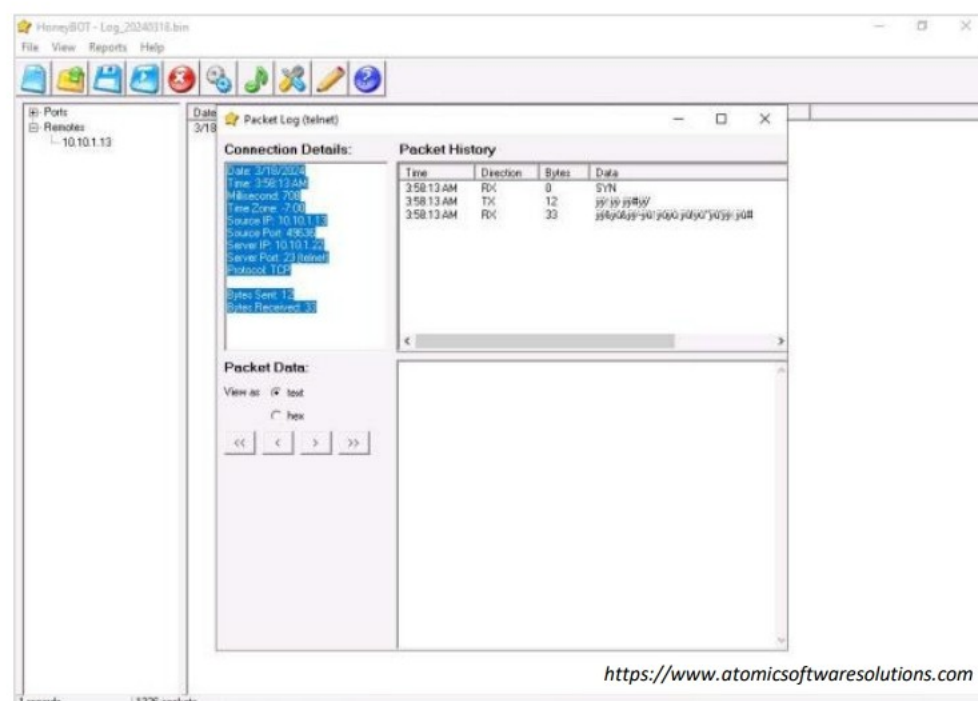 HoneyBOT - Log_20240318.bin
File View Reports Help
Ports
Remotes
10.10.1.13
Date
3/18
Packet Log (telnet)
Connection Details:
Date: 3/18/2024
Time: 3:58:13 AM
Millisecond: 708
Time Zone: -7:00
Source IP: 10.10.1.13
Source Port: 49636
Server IP: 10.10.1.22
Server Port: 23 (telnet)
Protocol: TCP
Bytes Sent: 12
Bytes Received: 33
Packet History
Time Direction Bytes Data
3:58:13 AM RX 0 SYN
3:58:13 AM TX 12
3:58:13 AM RX 33
Packet Data:
View as text
hex
<< < > >>
https://www.atomicsoftwaresolutions.com